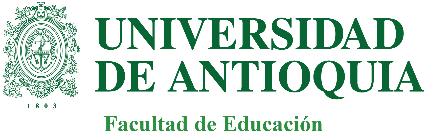 UNIVERSIDAD
DE ANTIOQUIA
1803
Facultad de Educación